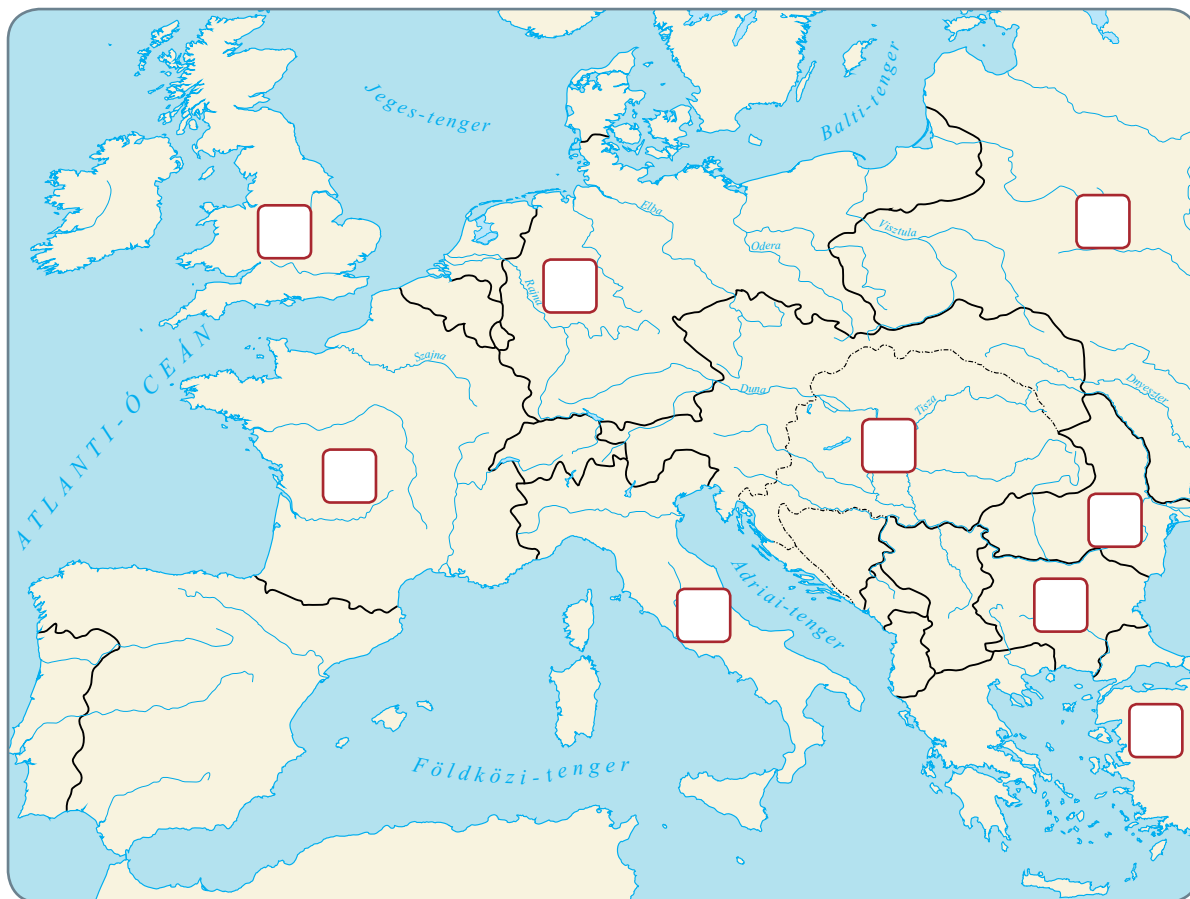 Jeges-tenger
Balti-tenger
Elba
Visztula
Odera
Rajna
ATLANTI-ÓCEÁN
Szajna
Duna
Tisza
Dnyeszter
Adriai-tenger
Földközi-tenger